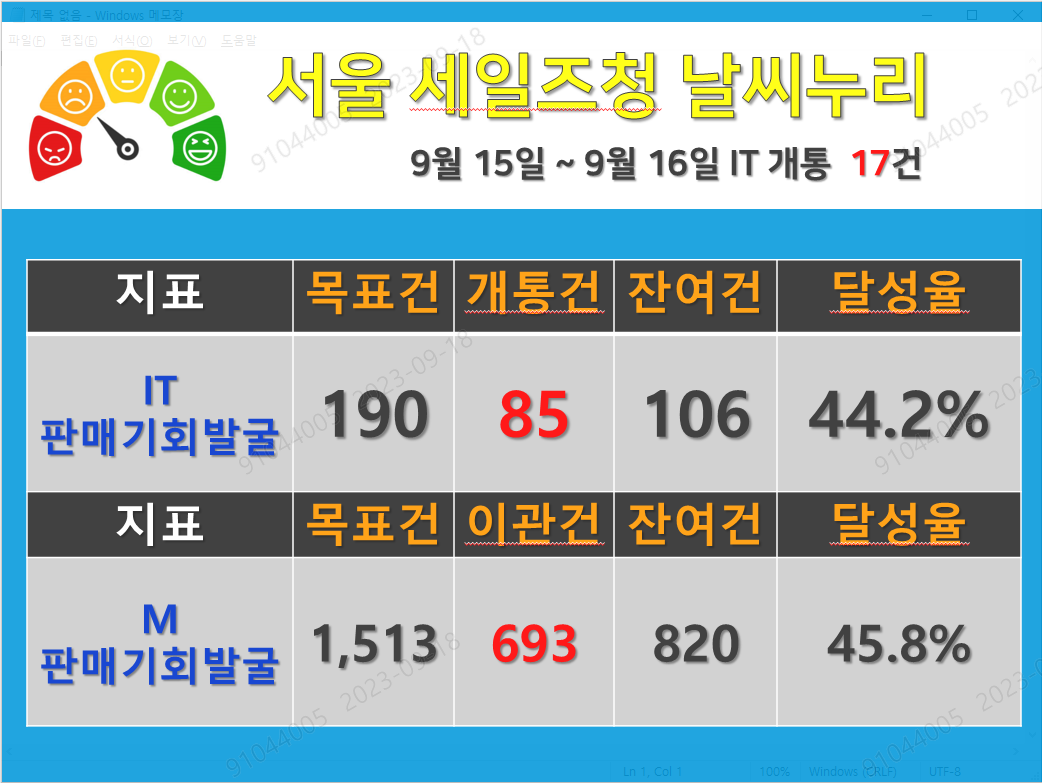 제목 없음 - Windows 메모장
파일(F) 편집(E) 서식(O) 보기(V) 도움말
서울 세일즈청 날씨누리
9월 15일 ~ 9월 16일 IT 개통 17건
지표 목표건 개통건 잔여건 달성율
IT
판매기회발굴 190 85 106 44.2%
지표 목표건 이관건 잔여건 달성율
M
판매기회발굴 1,513 693 820 45.8%
91044005 2023-09-18
Ln 1, Col 1 100% Windows (CRLF) UTF-8